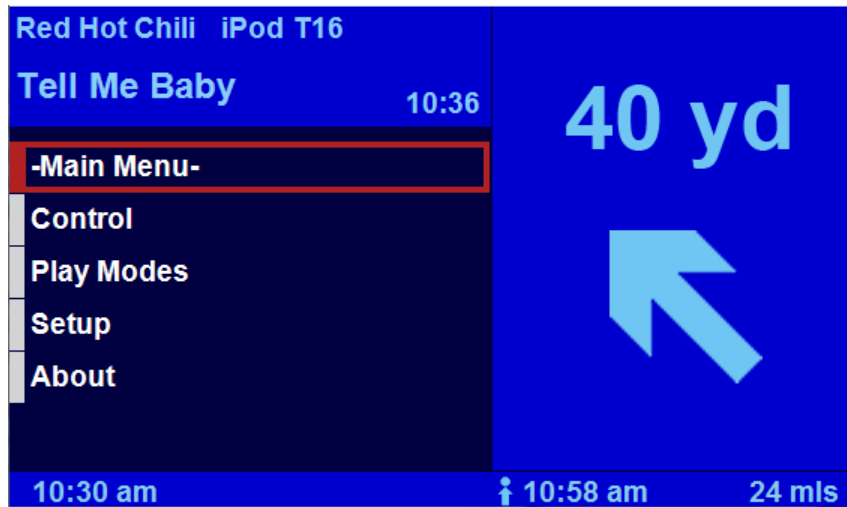 Red Hot Chili iPod T16
Tell Me Baby
10:36
-Main Menu-
Control
Play Modes
Setup
About
40 yd
10:30 am
10:58 am
24 mls